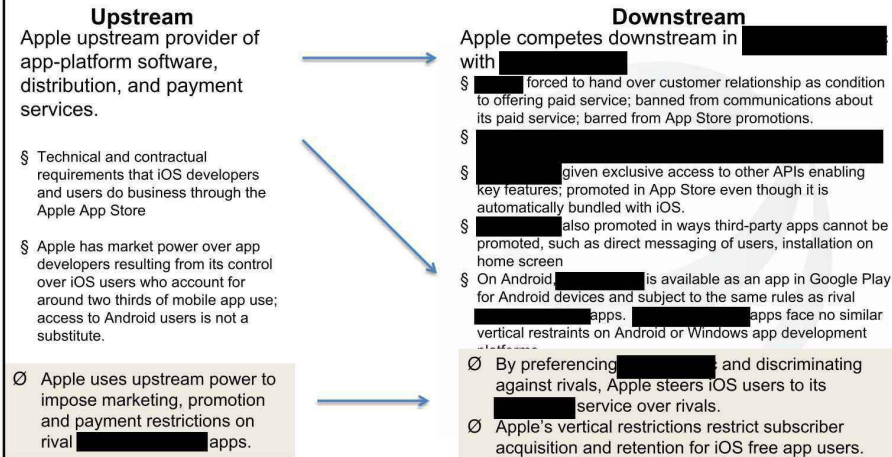 Upstream
Apple upstream provider of
app-platform software,
distribution, and payment
services.
§ Technical and contractual
requirements that iOS developers
and users do business through the
Apple App Store
§ Apple has market power over app
developers resulting from its control
over iOS users who account for
around two thirds of mobile app use;
access to Android users is not a
substitute.
Ø Apple uses upstream power to
impose marketing, promotion
and payment restrictions on
rival apps.
Downstream
Apple competes downstream in
with
§ forced to hand over customer relationship as condition
to offering paid service; banned from communications about
its paid service; barred from App Store promotions.
§
§ given exclusive access to other APIs enabling
key features; promoted in App Store even though it is
automatically bundled with iOS.
§ also promoted in ways third-party apps cannot be
promoted, such as direct messaging of users, installation on
home screen
§ On Android, is available as an app in Google Play
for Android devices and subject to the same rules as rival
apps. apps face no similar
vertical restraints on Android or Windows app development
Ø By preferencing and discriminating
against rivals, Apple steers iOS users to its
service over rivals.
Ø Apple's vertical restrictions restrict subscriber
acquisition and retention for iOS free app users.